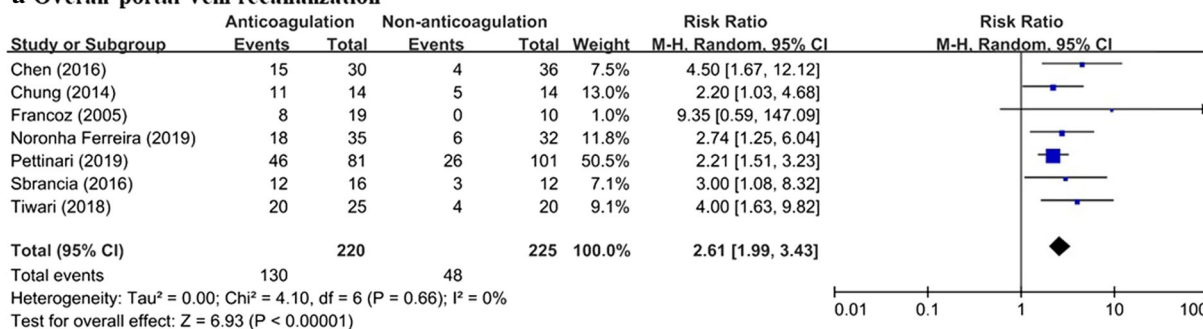 a Overall portal vein recanalization
Anticoagulation Non-anticoagulation Risk Ratio Risk Ratio
Study or Subgroup Events Total Events Total Weight M-H, Random, 95% CI M-H, Random, 95% CI
Chen (2016) 15 30 4 36 7.5% 4.50 [1.67, 12.12]
Chung (2014) 11 14 5 14 13.0% 2.20 [1.03, 4.68]
Francoz (2005) 8 19 0 10 1.0% 9.35 [0.59, 147.09]
Noronha Ferreira (2019) 18 35 6 32 11.8% 2.74 [1.25, 6.04]
Pettinari (2019) 46 81 26 101 50.5% 2.21 [1.51, 3.23]
Sbrancia (2016) 12 16 3 12 7.1% 3.00 [1.08, 8.32]
Tiwari (2018) 20 25 4 20 9.1% 4.00 [1.63, 9.82]
Total (95% CI) 220 225 100.0% 2.61 [1.99, 3.43]
Total events 130 48
Heterogeneity: Tau² = 0.00; Chi² = 4.10, df = 6 (P = 0.66); I² = 0%
Test for overall effect: Z = 6.93 (P < 0.00001)
0.01 0.1 1 10 100